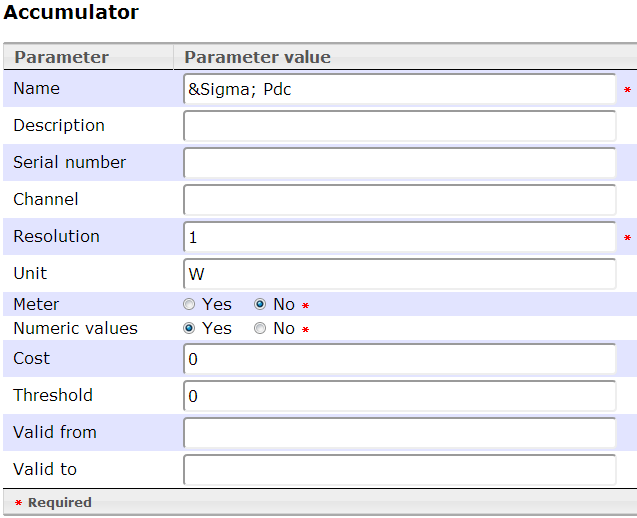 Accumulator
Parameter Parameter value
Name &Sigma; Pdc *
Description
Serial number
Channel
Resolution 1 *
Unit W
Meter Yes No *
Numeric values Yes No *
Cost 0
Threshold 0
Valid from
Valid to
* Required